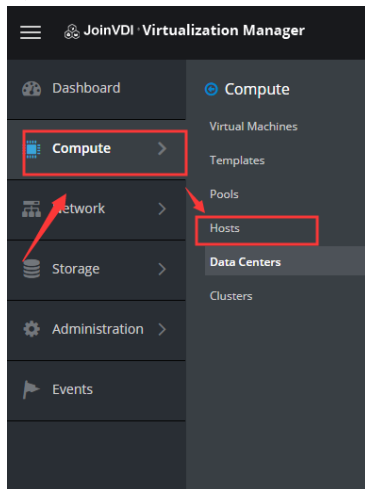 JoinVDI Virtualization Manager
Dashboard
Compute
Network
Storage
Administration
Events
Compute
Virtual Machines
Templates
Pools
Hosts
Data Centers
Clusters